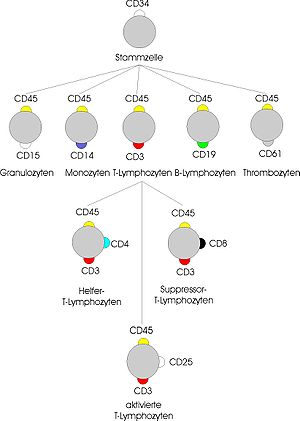 CD34
Stammzelle
CD45 CD45 CD45 CD45 CD45
CD15 CD14 CD3 CD19 CD61
Granulozyten Monozyten T-Lymphozyten B-Lymphozyten Thrombozyten
CD45 CD45
CD4 CD8
CD3 CD3
Helfer- Suppressor-
T-Lymphozyten T-Lymphozyten
CD45
CD25
CD3
aktivierte
T-Lymphozyten